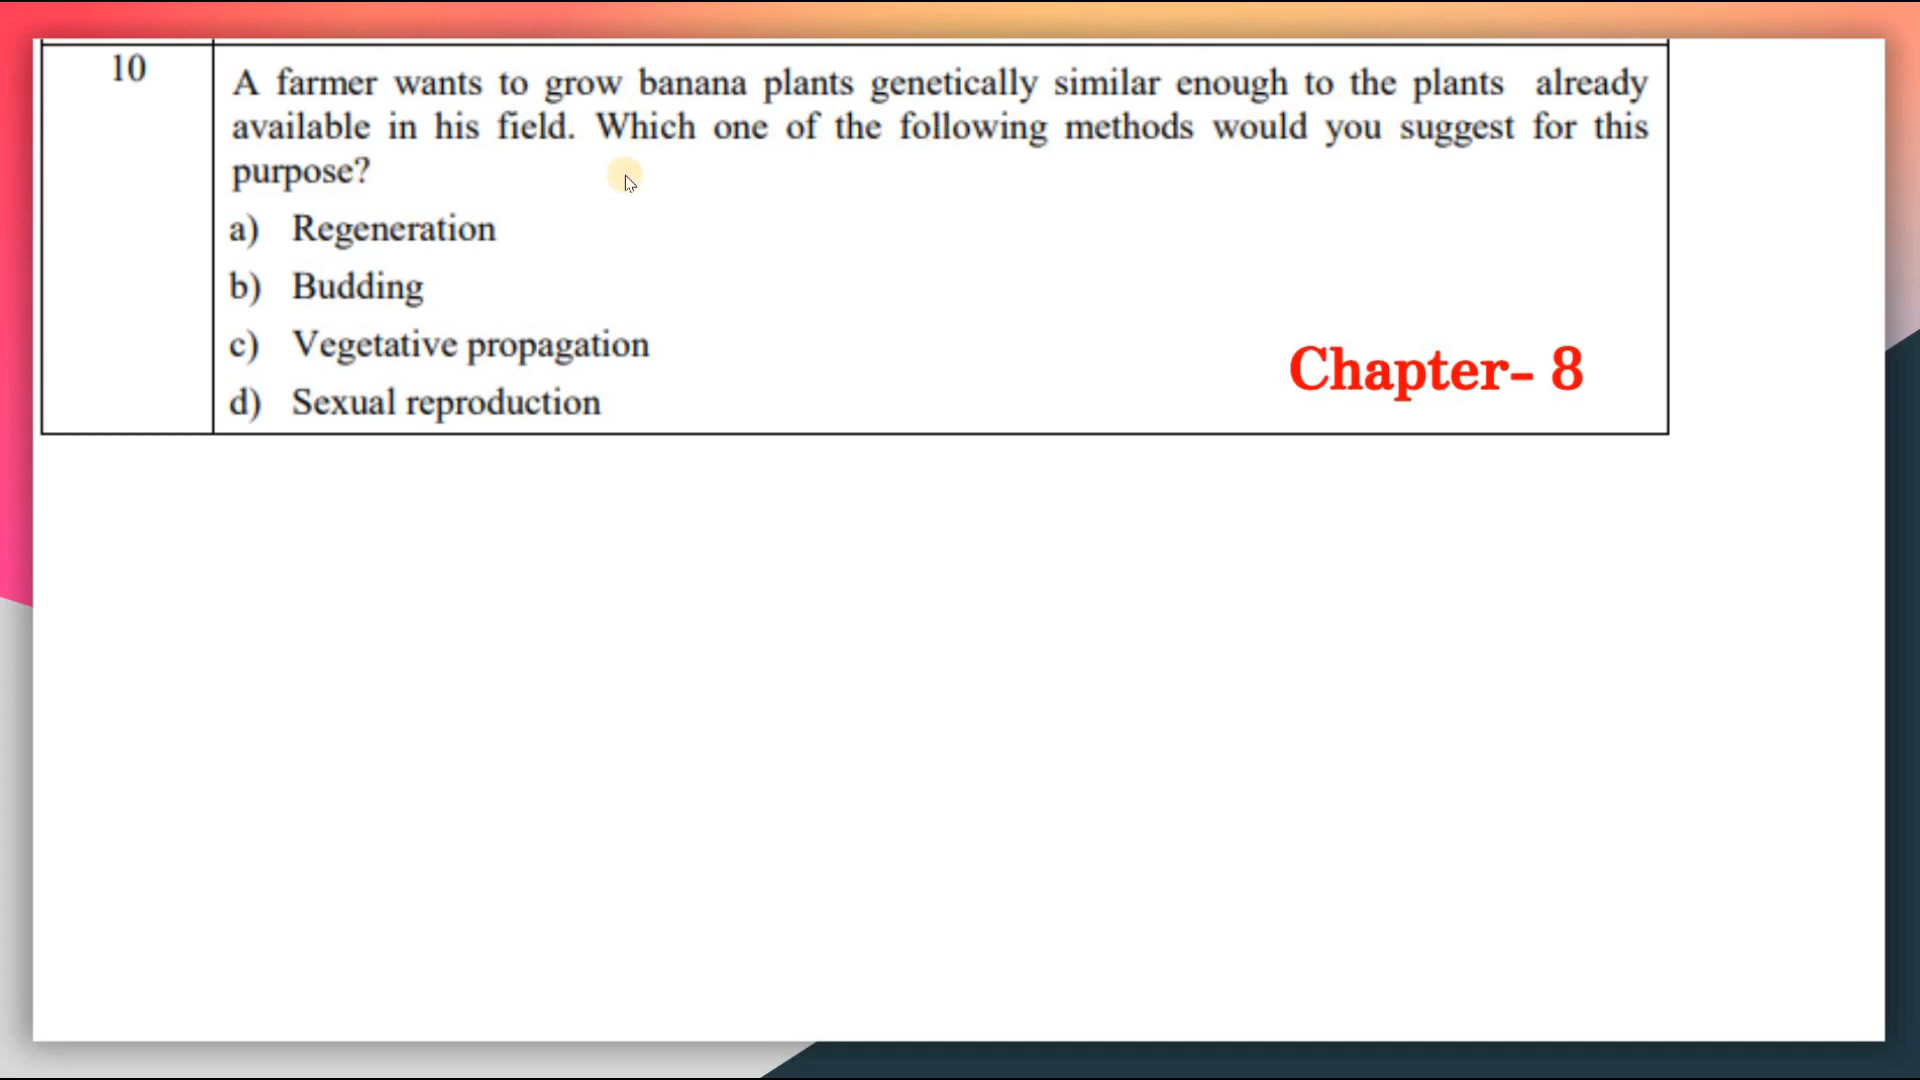 10
A farmer wants to grow banana plants genetically similar enough to the plants already
available in his field. Which one of the following methods would you suggest for this
purpose?
a) Regeneration
b) Budding
c) Vegetative propagation
d) Sexual reproduction
Chapter- 8